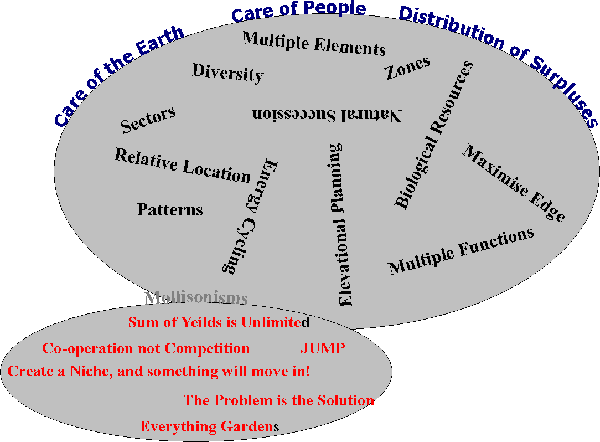 Care of the Earth
Care of People
Distribution of Surpluses
Multiple Elements
Zones
Diversity
Natural Succession
Biological Resources
Sectors
Relative Location
Energy Cycling
Elevational Planning
Maximise Edge
Patterns
Multiple Functions
Mollisonisms
Sum of Yeilds is Unlimited
Co-operation not Competition
JUMP
Create a Niche, and something will move in!
The Problem is the Solution
Everything Gardens